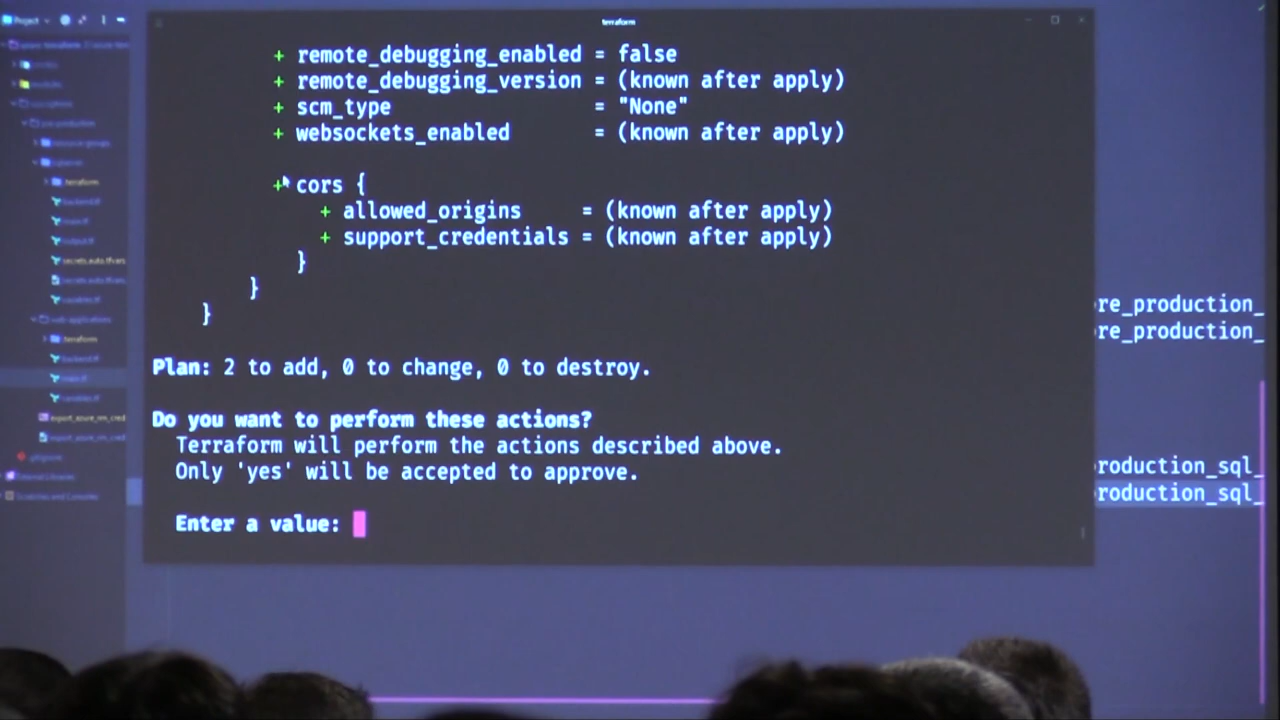 Project
terraform
+ remote_debugging_enabled = false
+ remote_debugging_version = (known after apply)
+ scm_type = "None"
+ websockets_enabled = (known after apply)
+ cors {
+ allowed_origins = (known after apply)
+ support_credentials = (known after apply)
}
}
}
Plan: 2 to add, 0 to change, 0 to destroy.
Do you want to perform these actions?
Terraform will perform the actions described above.
Only 'yes' will be accepted to approve.
Enter a value:
re_production_
re_production_
roduction_sql_
roduction_sql_
.terraform
.terraform